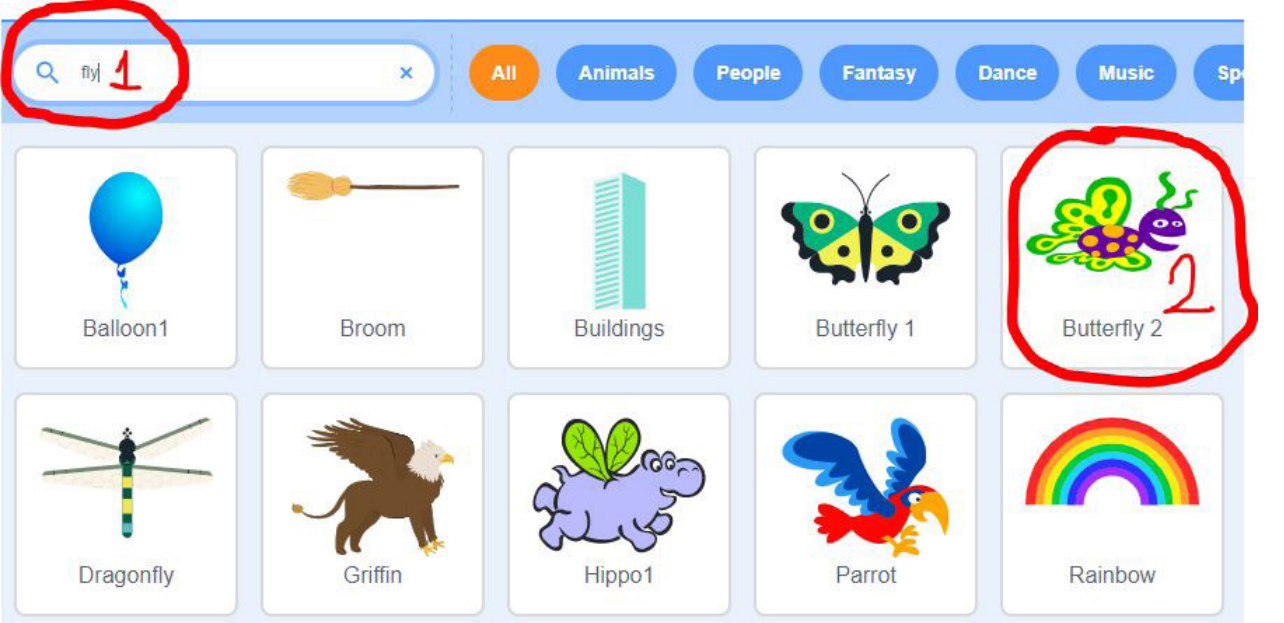 fly 1 × All Animals People Fantasy Dance Music Spo
Balloon1 Broom Buildings Butterfly 1 Butterfly 2
2
Dragonfly Griffin Hippo1 Parrot Rainbow